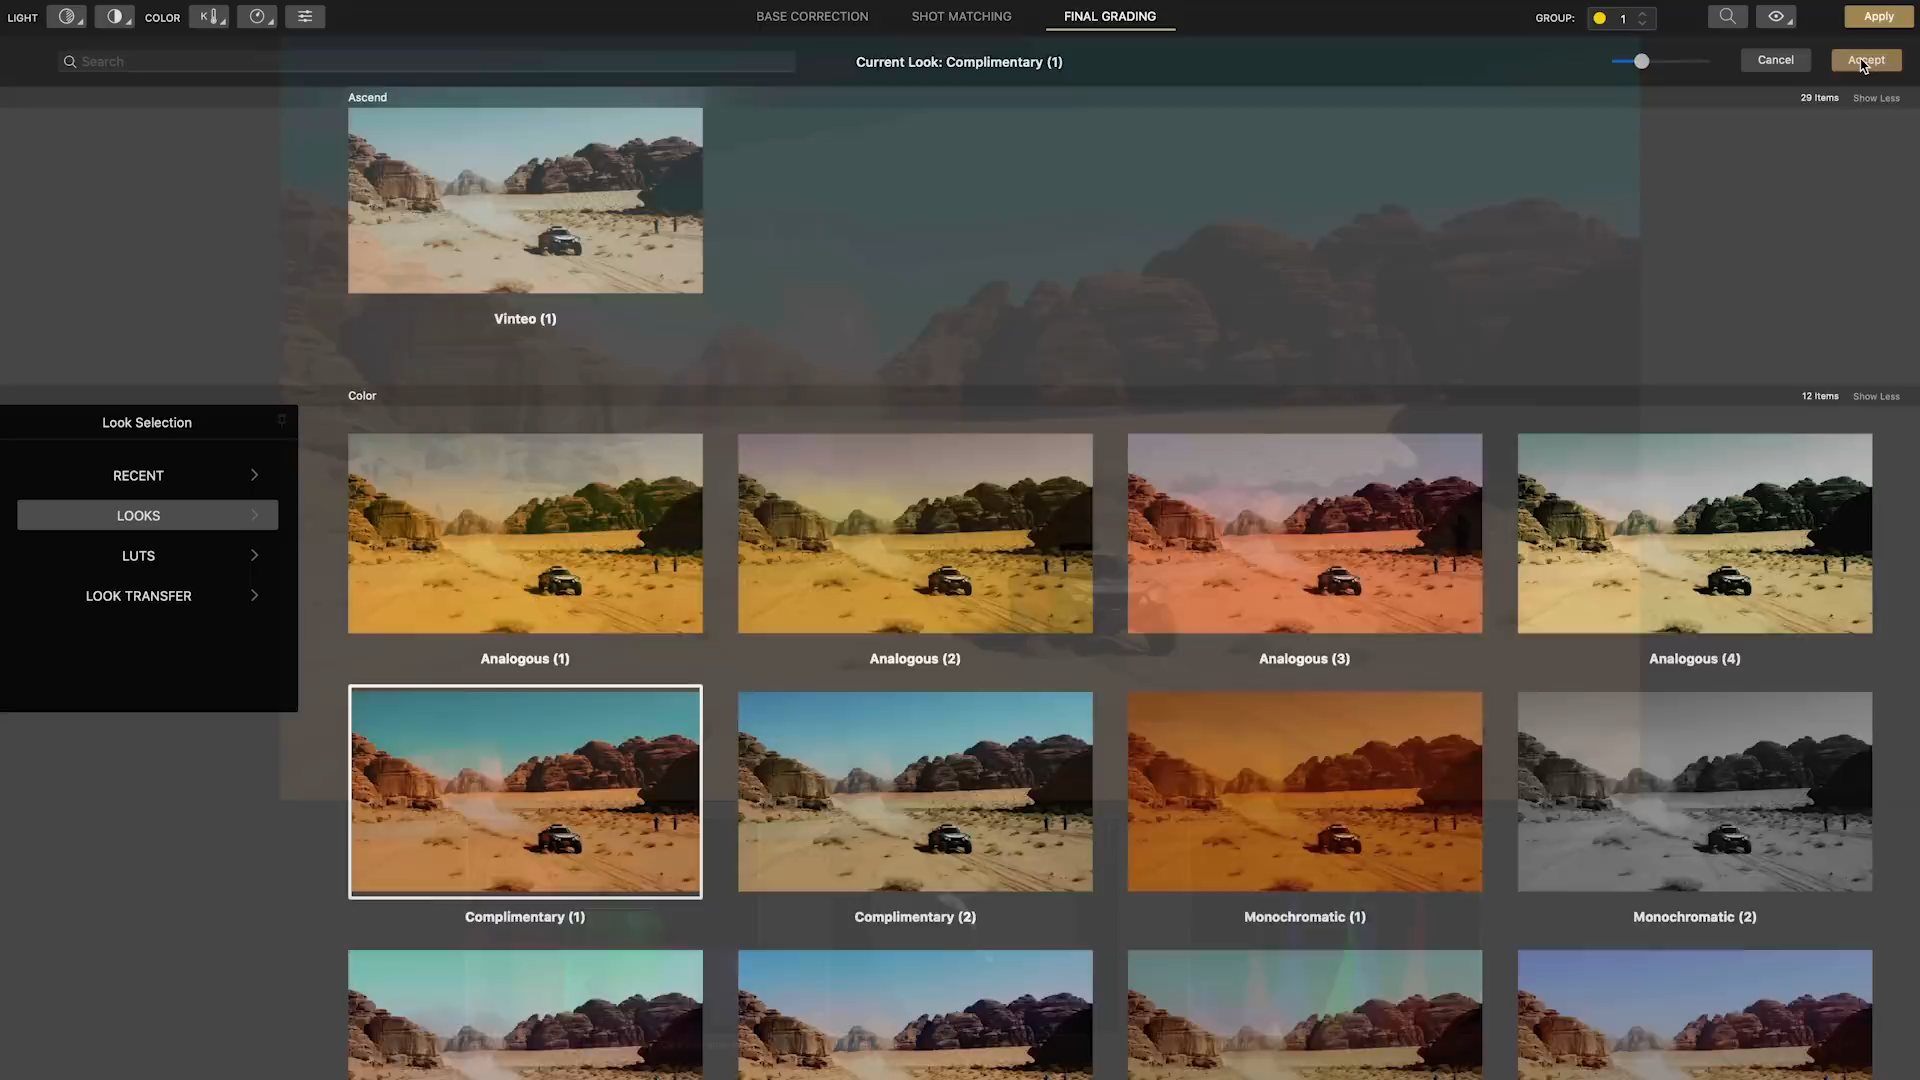 LIGHT
COLOR
K
BASE CORRECTION
SHOT MATCHING
FINAL GRADING
GROUP:
1
Apply
Search
Current Look: Complimentary (1)
Cancel
Accept
Ascend
29 Items
Show Less
Vinteo (1)
Color
12 Items
Show Less
Look Selection
RECENT
LOOKS
LUTS
LOOK TRANSFER
Analogous (1)
Analogous (2)
Analogous (3)
Analogous (4)
Complimentary (1)
Complimentary (2)
Monochromatic (1)
Monochromatic (2)